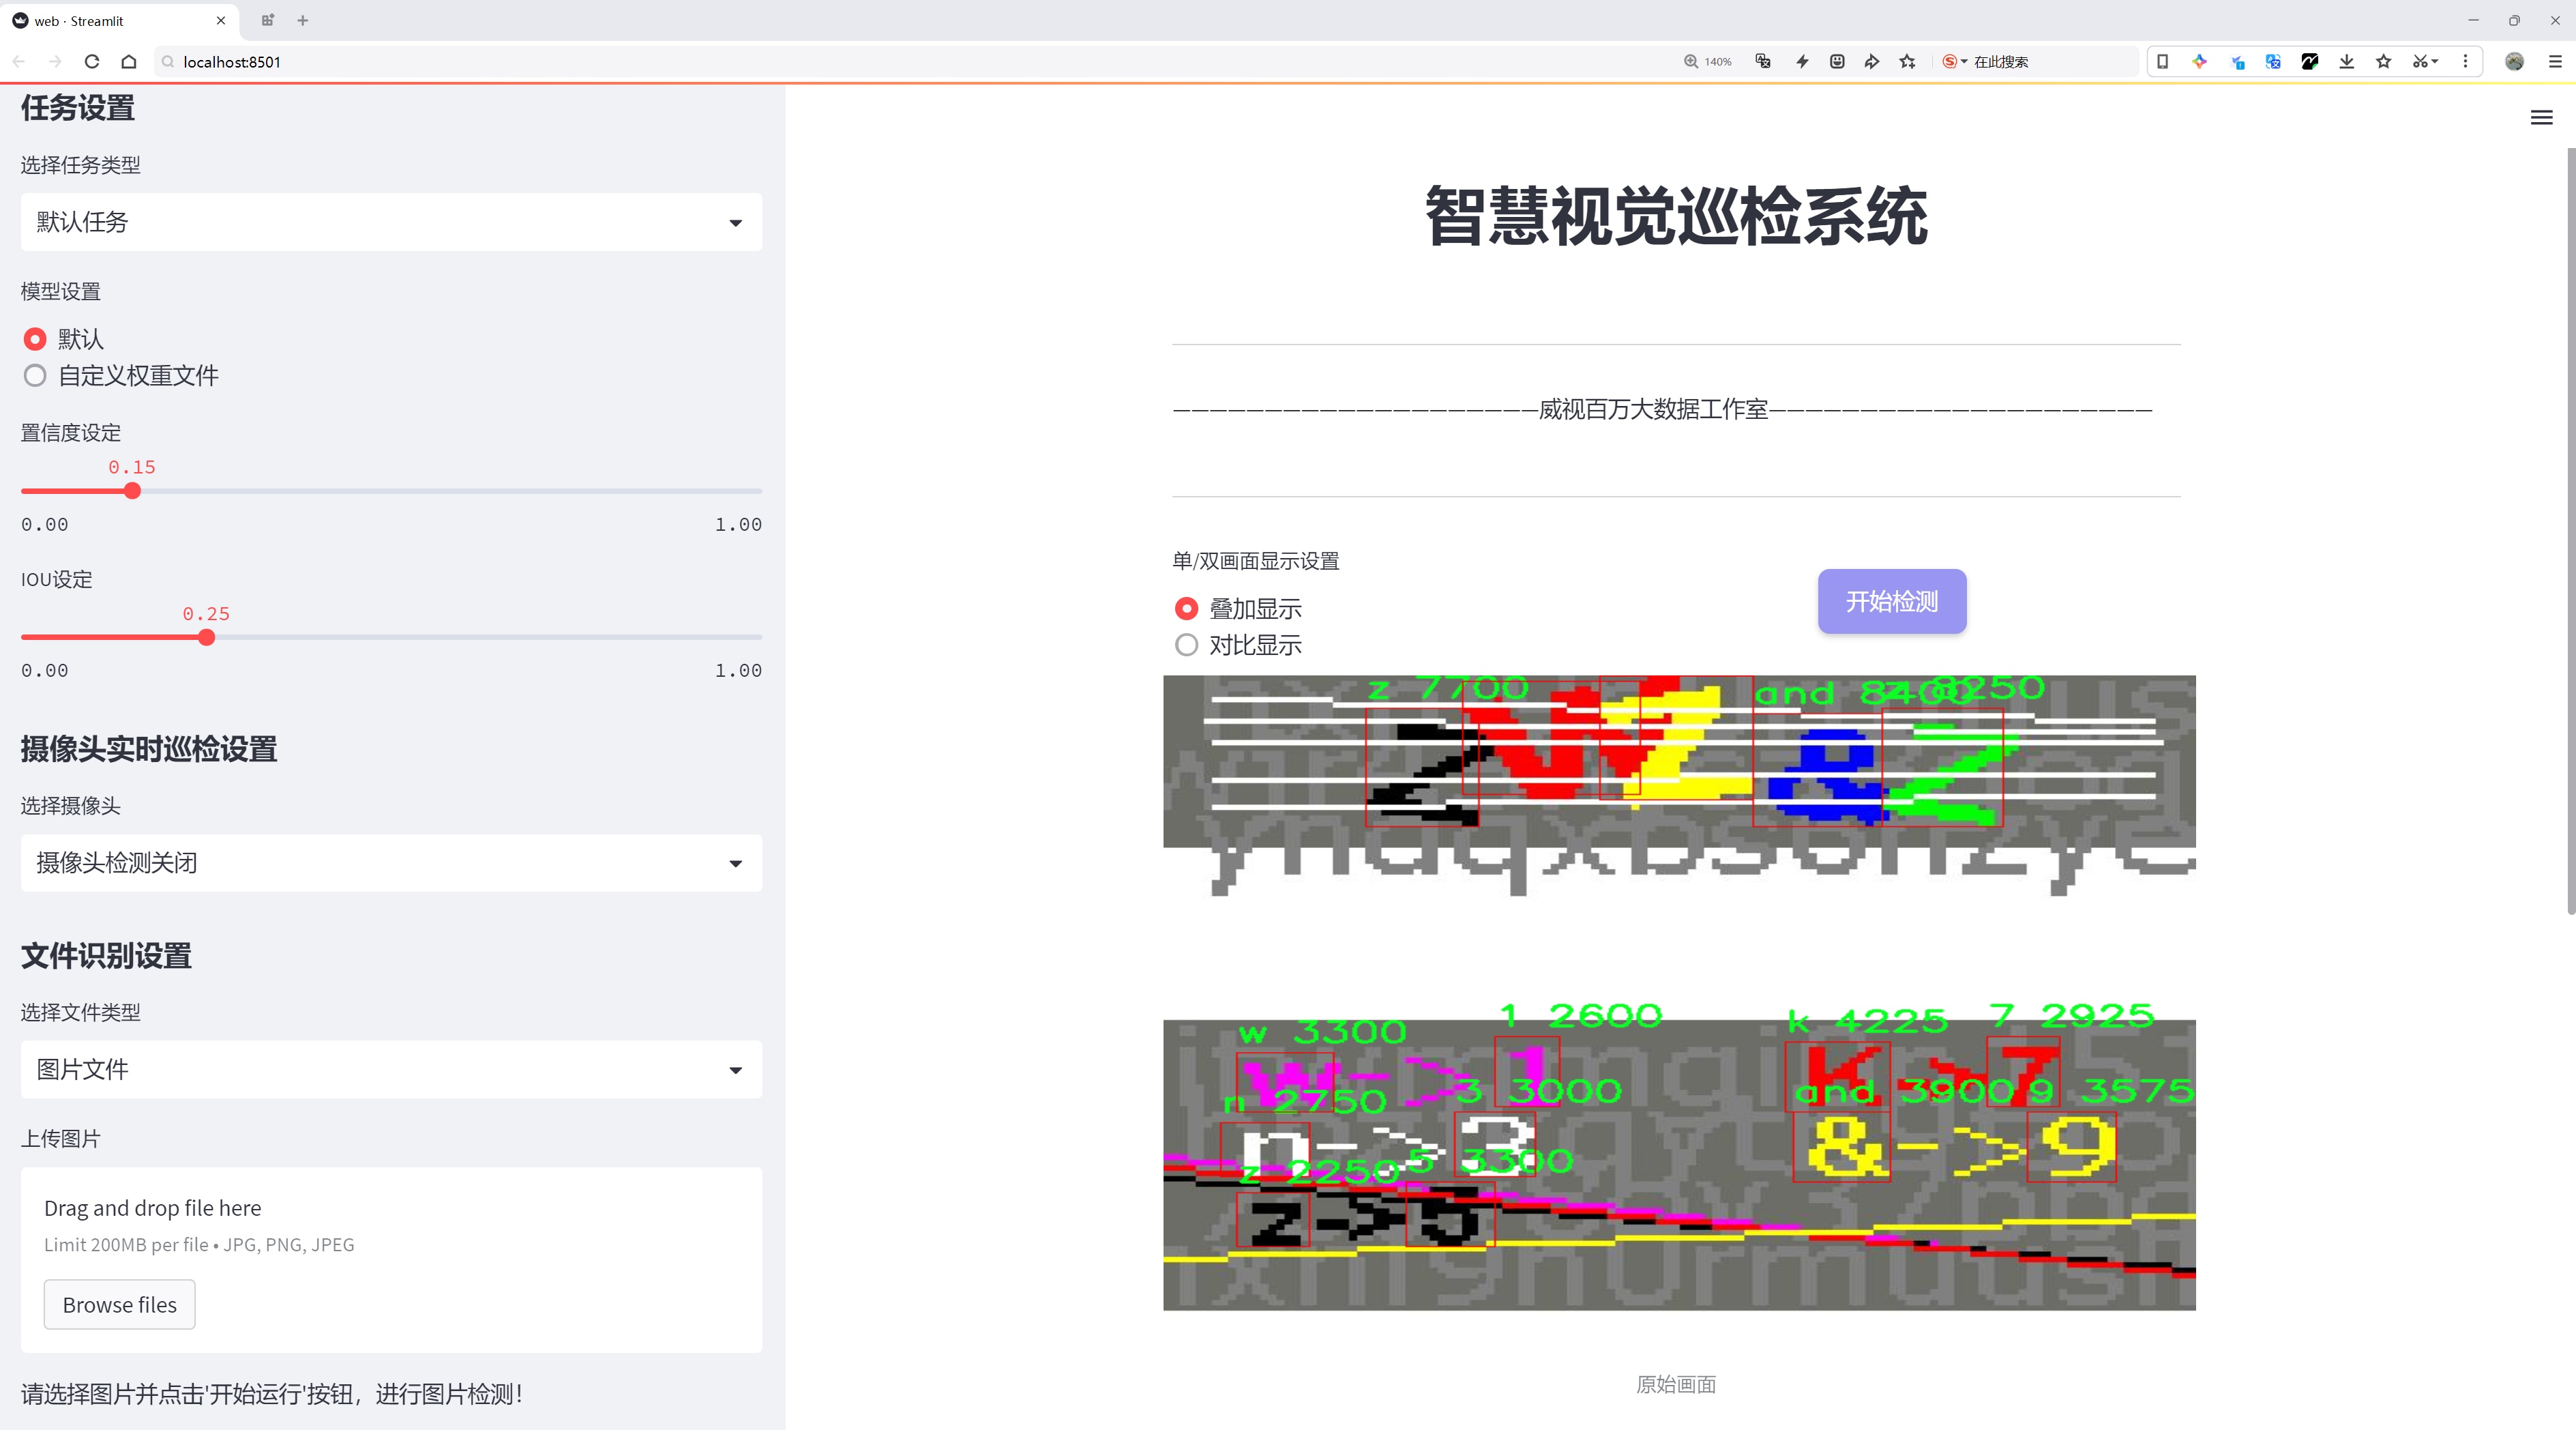 web · Streamlit
localhost:8501
140%
在此搜索
任务设置
选择任务类型
默认任务
模型设置
默认
自定义权重文件
置信度设定
0.15
0.00 1.00
IOU设定
0.25
0.00 1.00
摄像头实时巡检设置
选择摄像头
摄像头检测关闭
文件识别设置
选择文件类型
图片文件
上传图片
Drag and drop file here
Limit 200MB per file • JPG, PNG, JPEG
Browse files
请选择图片并点击'开始运行'按钮，进行图片检测！
智慧视觉巡检系统
—————————————————————威视百万大数据工作室——————————————————————
单/双画面显示设置
叠加显示
对比显示
开始检测
z 7700 and 8400 z 8250
z & z
yndqxbsonzye
w 3300 1 2600 k 4225 7 2925
w->1 K->7
n 2750 3 3000 and 3900 9 3575
n->3 &->9
z 2250 5 3300
z->5
原始画面